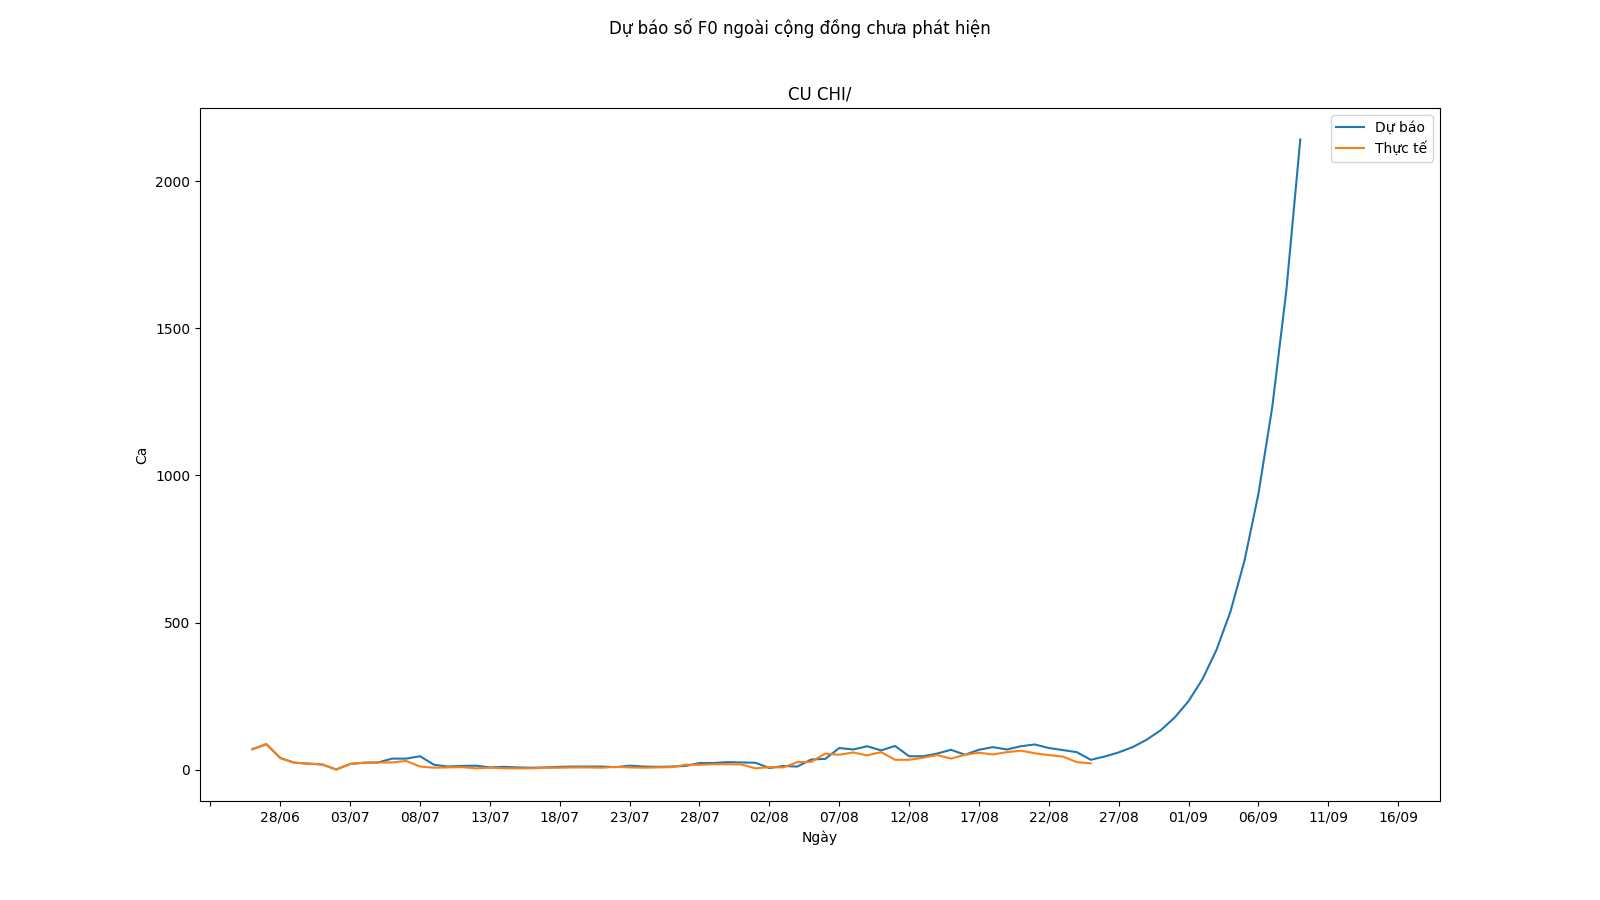 Dự báo số F0 ngoài cộng đồng chưa phát hiện
CU CHI/
Dự báo
Thực tế
2000
1500
1000
500
0
Ca
28/06 03/07 08/07 13/07 18/07 23/07 28/07 02/08 07/08 12/08 17/08 22/08 27/08 01/09 06/09 11/09 16/09
Ngày